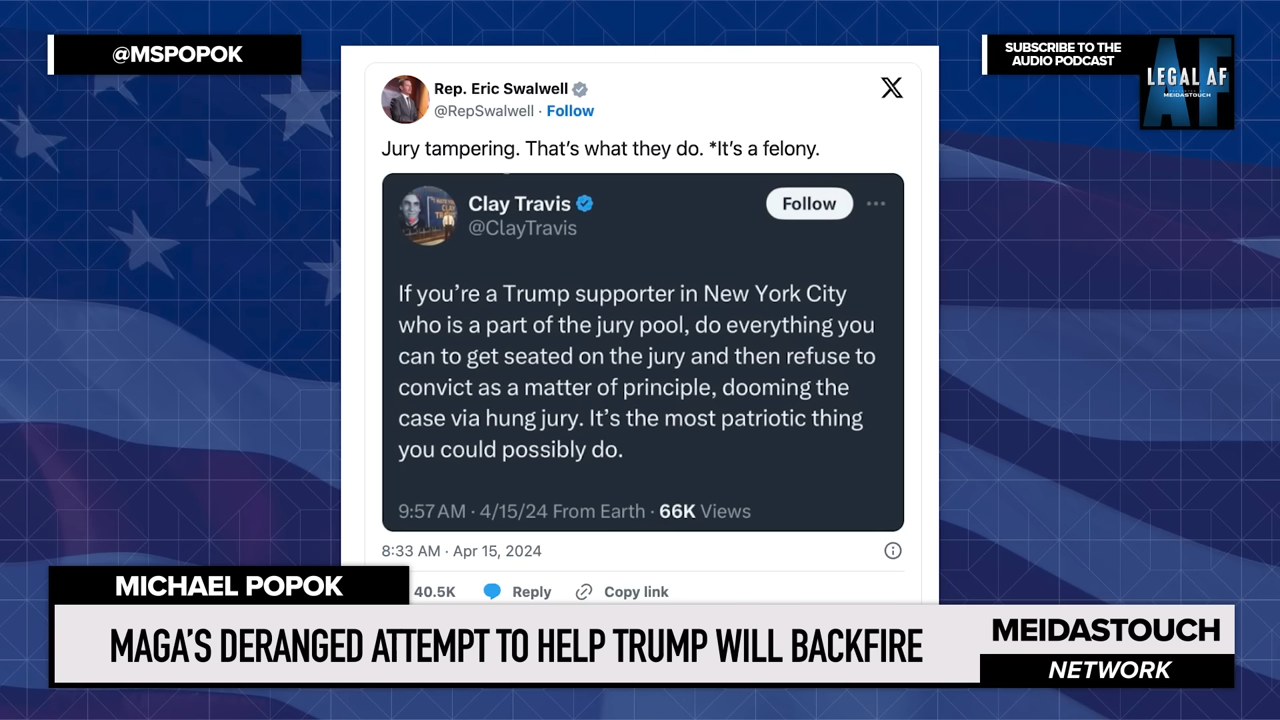 @MSPOPOK
SUBSCRIBE TO THE
AUDIO PODCAST
LEGAL AF
MEIDASTOUCH
Rep. Eric Swalwell
@RepSwalwell · Follow
Jury tampering. That’s what they do. *It’s a felony.
Clay Travis
@ClayTravis
Follow
If you’re a Trump supporter in New York City
who is a part of the jury pool, do everything you
can to get seated on the jury and then refuse to
convict as a matter of principle, dooming the
case via hung jury. It’s the most patriotic thing
you could possibly do.
9:57 AM · 4/15/24 From Earth · 66K Views
8:33 AM · Apr 15, 2024
40.5K Reply Copy link
MICHAEL POPOK
MAGA’S DERANGED ATTEMPT TO HELP TRUMP WILL BACKFIRE
MEIDASTOUCH
NETWORK